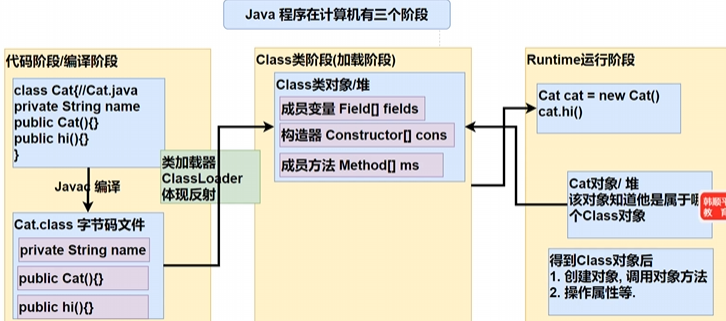 Java 程序在计算机有三个阶段
代码阶段/编译阶段
class Cat{//Cat.java
private String name
public Cat(){}
public hi(){}
}
Javac 编译
Cat.class 字节码文件
private String name
public Cat(){}
public hi(){}
类加载器
ClassLoader
体现反射
Class类阶段(加载阶段)
Class类对象/堆
成员变量 Field[] fields
构造器 Constructor[] cons
成员方法 Method[] ms
Runtime运行阶段
Cat cat = new Cat()
cat.hi()
Cat对象/ 堆
该对象知道他是属于哪
个Class对象
得到Class对象后
1. 创建对象, 调用对象方法
2. 操作属性等.
韩顺平
教育